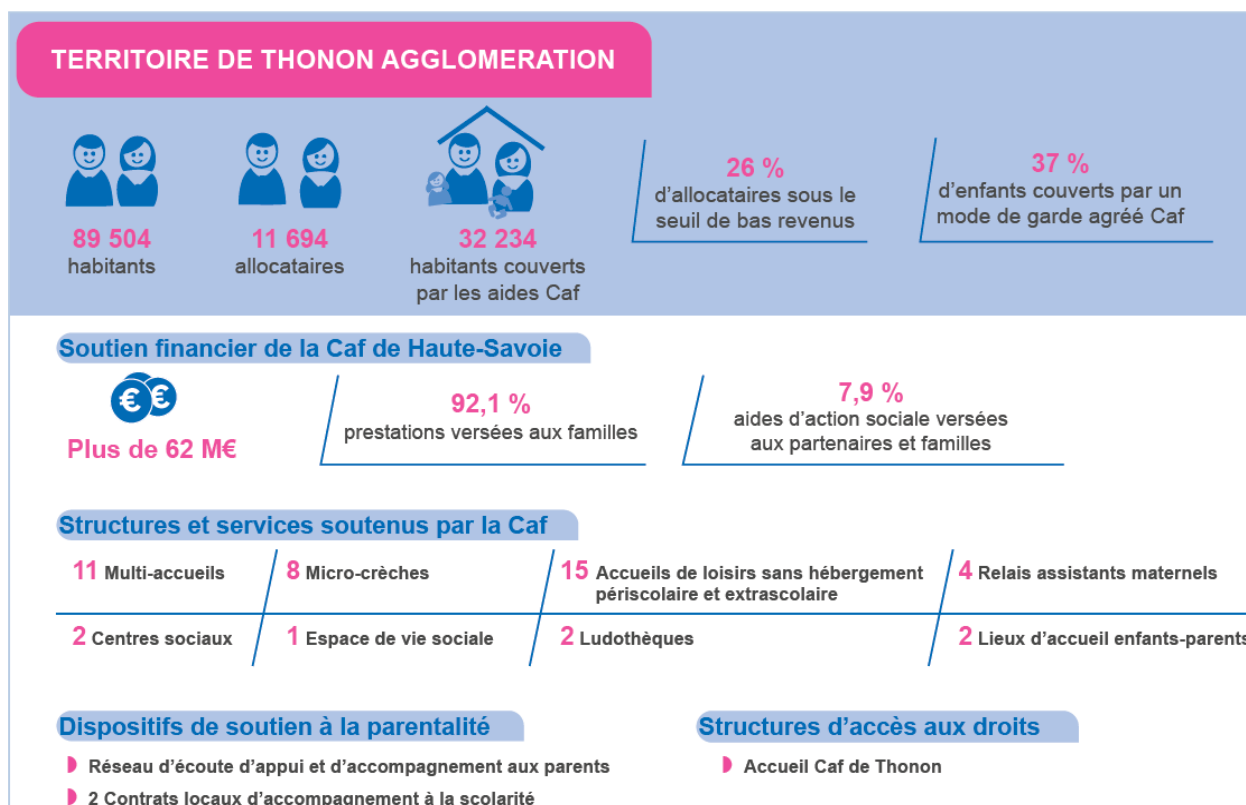 TERRITOIRE DE THONON AGGLOMERATION
89 504
habitants
11 694
allocataires
32 234
habitants couverts
par les aides Caf
26 %
d'allocataires sous le
seuil de bas revenus
37 %
d'enfants couverts par un
mode de garde agréé Caf
Soutien financier de la Caf de Haute-Savoie
€ €
Plus de 62 M€
92,1 %
prestations versées aux familles
7,9 %
aides d'action sociale versées
aux partenaires et familles
Structures et services soutenus par la Caf
11 Multi-accueils
8 Micro-crèches
15 Accueils de loisirs sans hébergement
périscolaire et extrascolaire
4 Relais assistants maternels
2 Centres sociaux
1 Espace de vie sociale
2 Ludothèques
2 Lieux d'accueil enfants-parents
Dispositifs de soutien à la parentalité
Réseau d'écoute d'appui et d'accompagnement aux parents
2 Contrats locaux d'accompagnement à la scolarité
Structures d'accès aux droits
Accueil Caf de Thonon